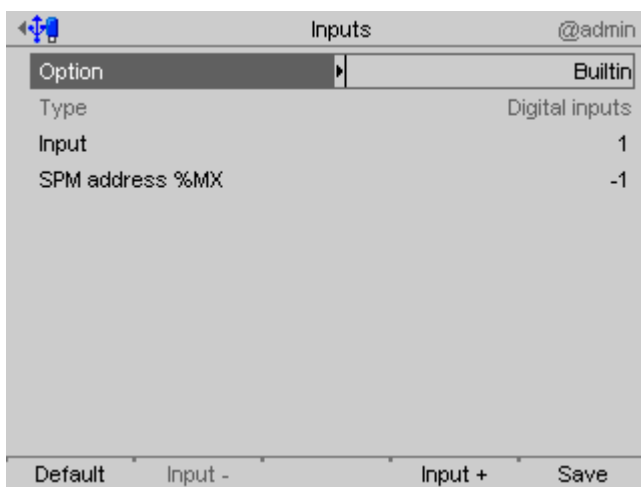 Inputs @admin
Option Builtin
Type Digital inputs
Input 1
SPM address %MX -1
Default Input - Input + Save